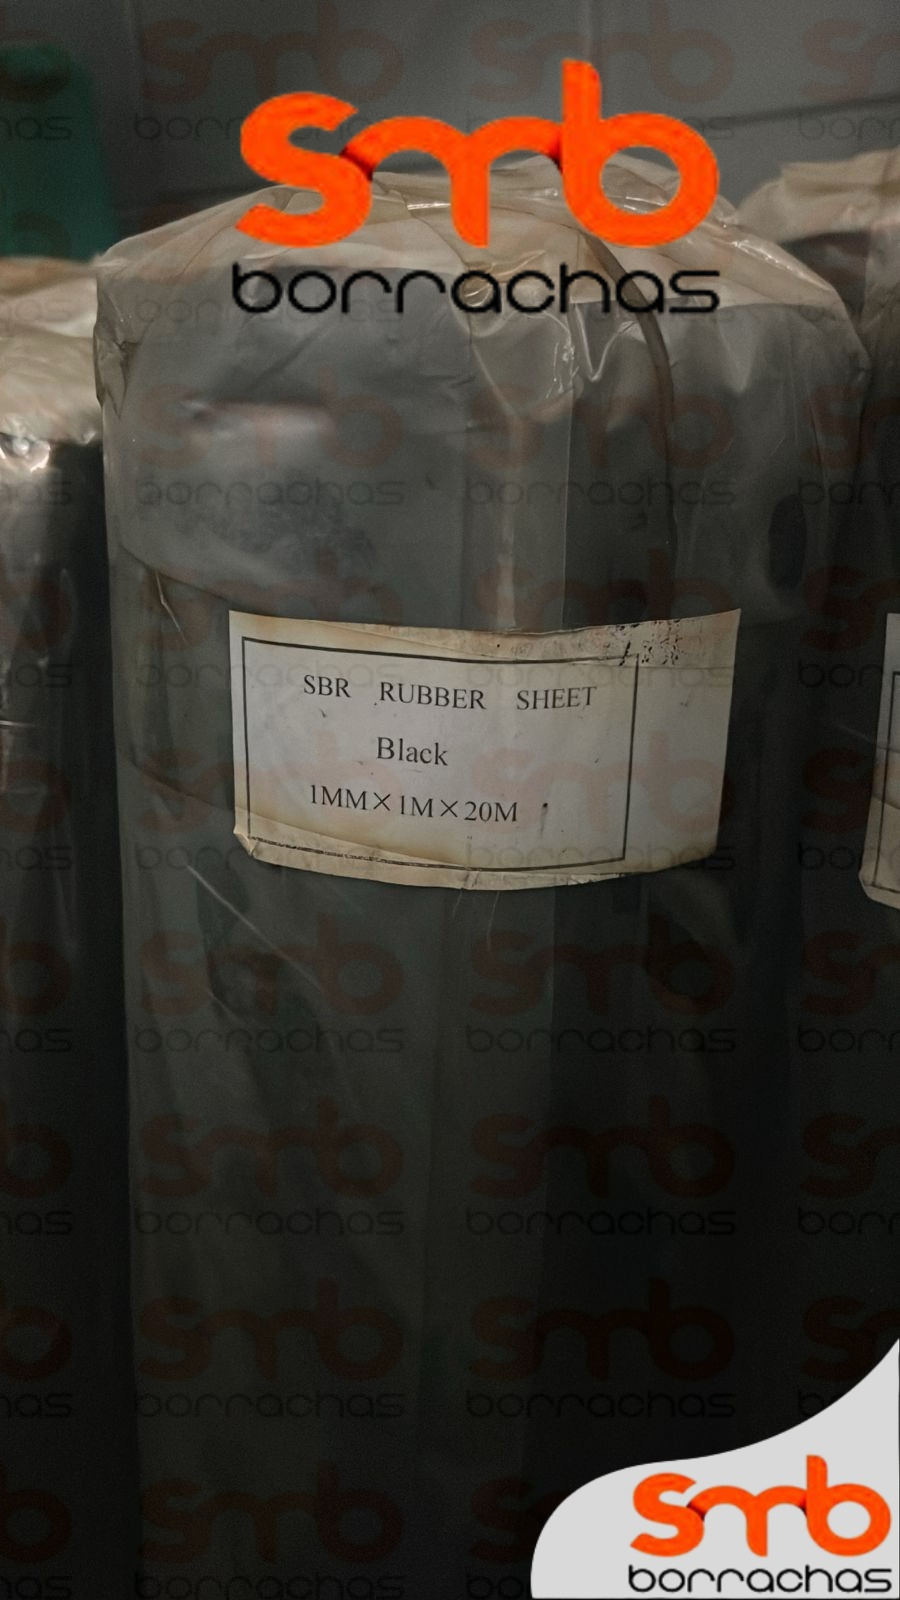 smb
borrachas
SBR RUBBER SHEET
Black
1MM×1M×20M
smb
borrachas